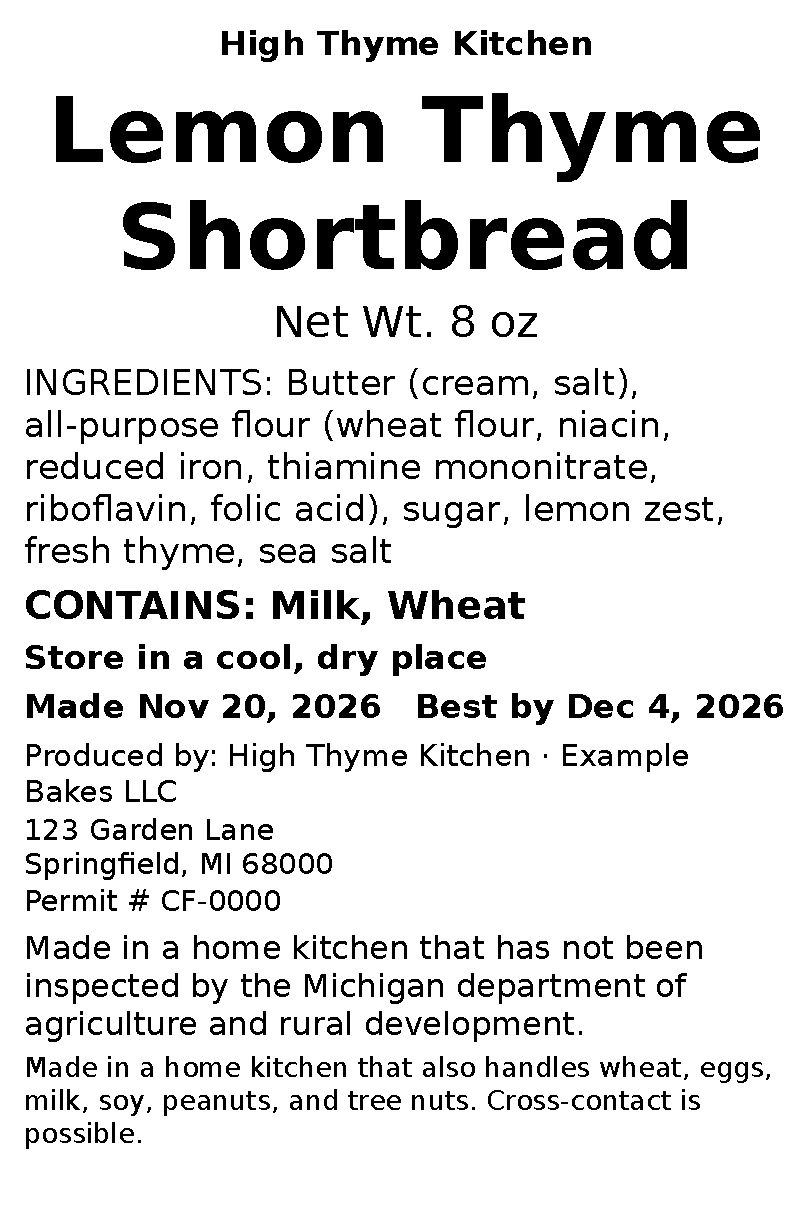 High Thyme Kitchen
Lemon Thyme
Shortbread
Net Wt. 8 oz
INGREDIENTS: Butter (cream, salt),
all-purpose flour (wheat flour, niacin,
reduced iron, thiamine mononitrate,
riboflavin, folic acid), sugar, lemon zest,
fresh thyme, sea salt
CONTAINS: Milk, Wheat
Store in a cool, dry place
Made Nov 20, 2026 Best by Dec 4, 2026
Produced by: High Thyme Kitchen · Example
Bakes LLC
123 Garden Lane
Springfield, MI 68000
Permit # CF-0000
Made in a home kitchen that has not been
inspected by the Michigan department of
agriculture and rural development.
Made in a home kitchen that also handles wheat, eggs,
milk, soy, peanuts, and tree nuts. Cross-contact is
possible.